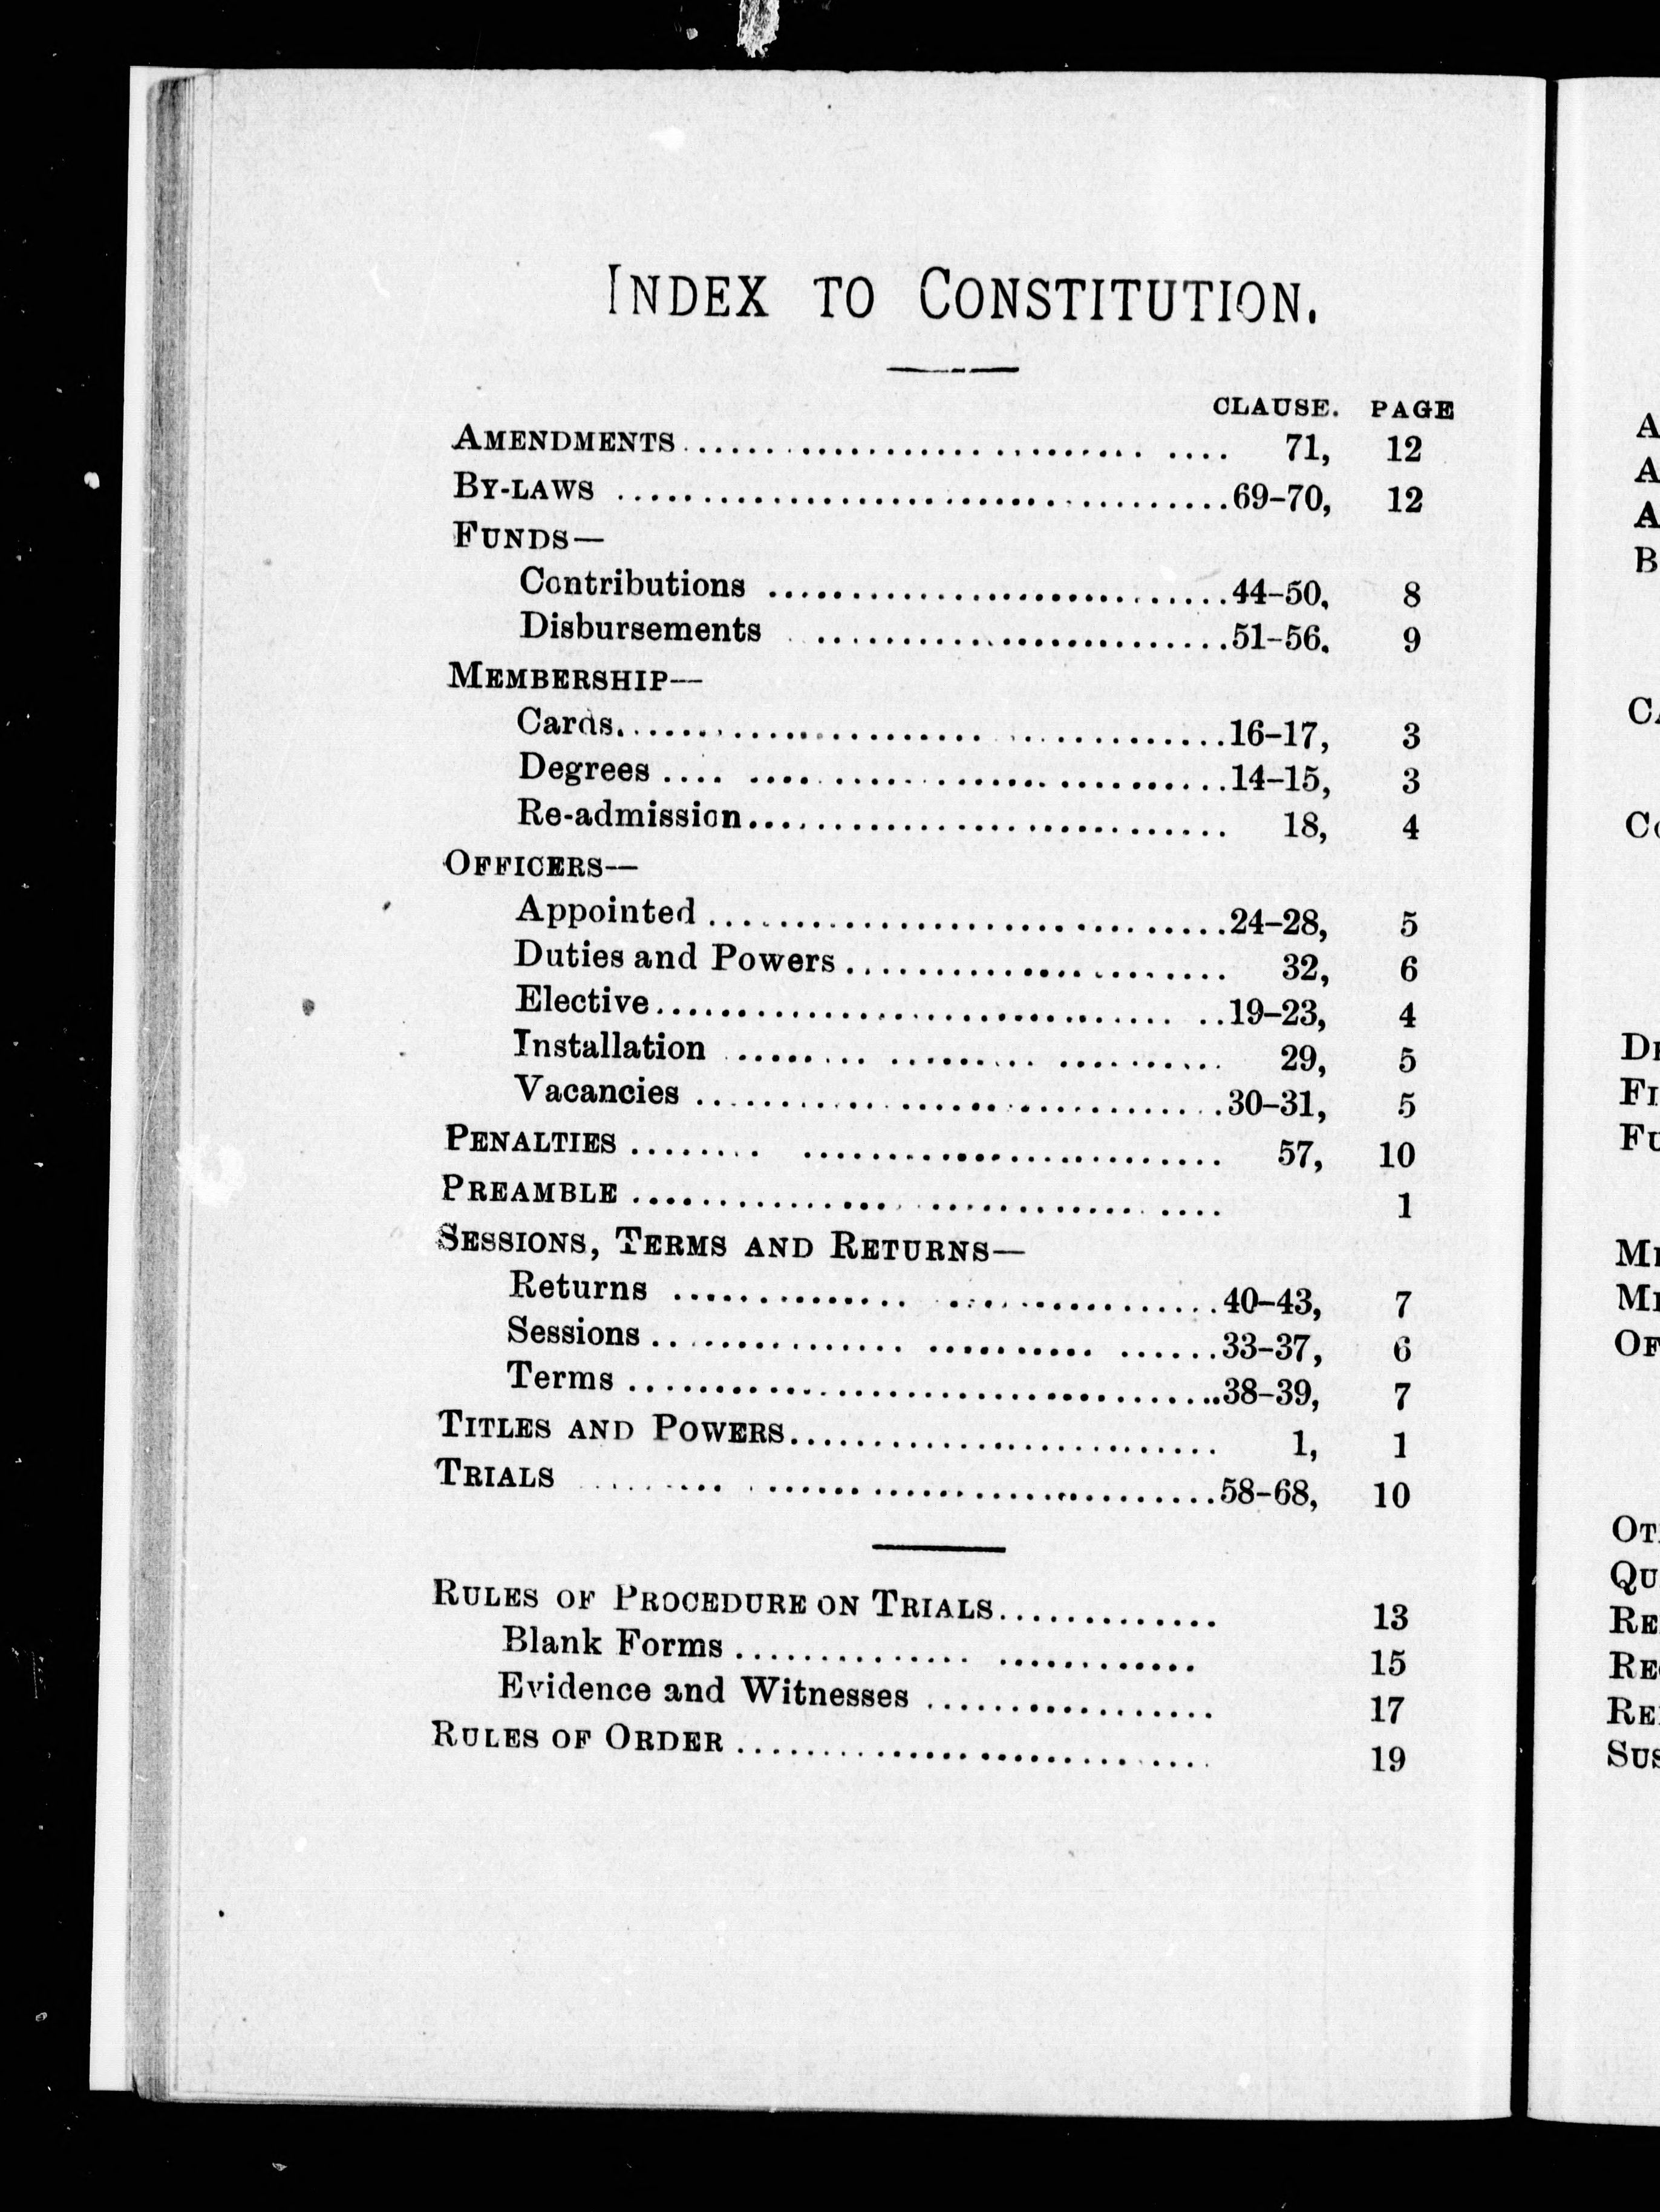 INDEX TO CONSTITUTION.
CLAUSE. PAGE
AMENDMENTS........................................ 71, 12
BY-LAWS ........................................69-70, 12
FUNDS—
Contributions ..................................44-50, 8
Disbursements ..............................51-56. 9
MEMBERSHIP—
Cards........................................16-17, 3
Degrees ........................................14-15, 3
Re-admission.................................... 18, 4
OFFICERS—
Appointed ......................................24-28, 5
Duties and Powers............................ 32, 6
Elective........................................19-23, 4
Installation .................................. 29, 5
Vacancies ......................................30-31, 5
PENALTIES ........................................ 57, 10
PREAMBLE ........................................ 1
SESSIONS, TERMS AND RETURNS—
Returns ........................................40-43, 7
Sessions ........................................33-37, 6
Terms ........................................38-39, 7
TITLES AND POWERS.............................. 1, 1
TRIALS ........................................58-68, 10
RULES OF PROCEDURE ON TRIALS............. 13
Blank Forms ............................ 15
Evidence and Witnesses .................. 17
RULES OF ORDER ................................ 19